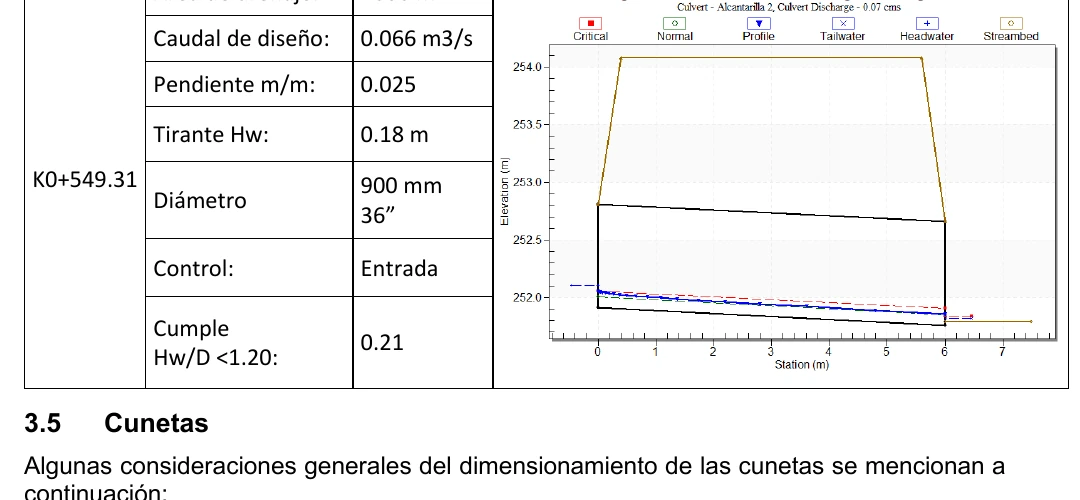 Culvert - Alcantarilla 2, Culvert Discharge - 0.07 cms
Critical Normal Profile Tailwater Headwater Streambed
K0+549.31
Caudal de diseño: 0.066 m3/s
Pendiente m/m: 0.025
Tirante Hw: 0.18 m
Diámetro 900 mm
36”
Control: Entrada
Cumple
Hw/D <1.20: 0.21
Elevation (m)
254.0
253.5
253.0
252.5
252.0
0 1 2 3 4 5 6 7
Station (m)
3.5 Cunetas
Algunas consideraciones generales del dimensionamiento de las cunetas se mencionan a
continuación: